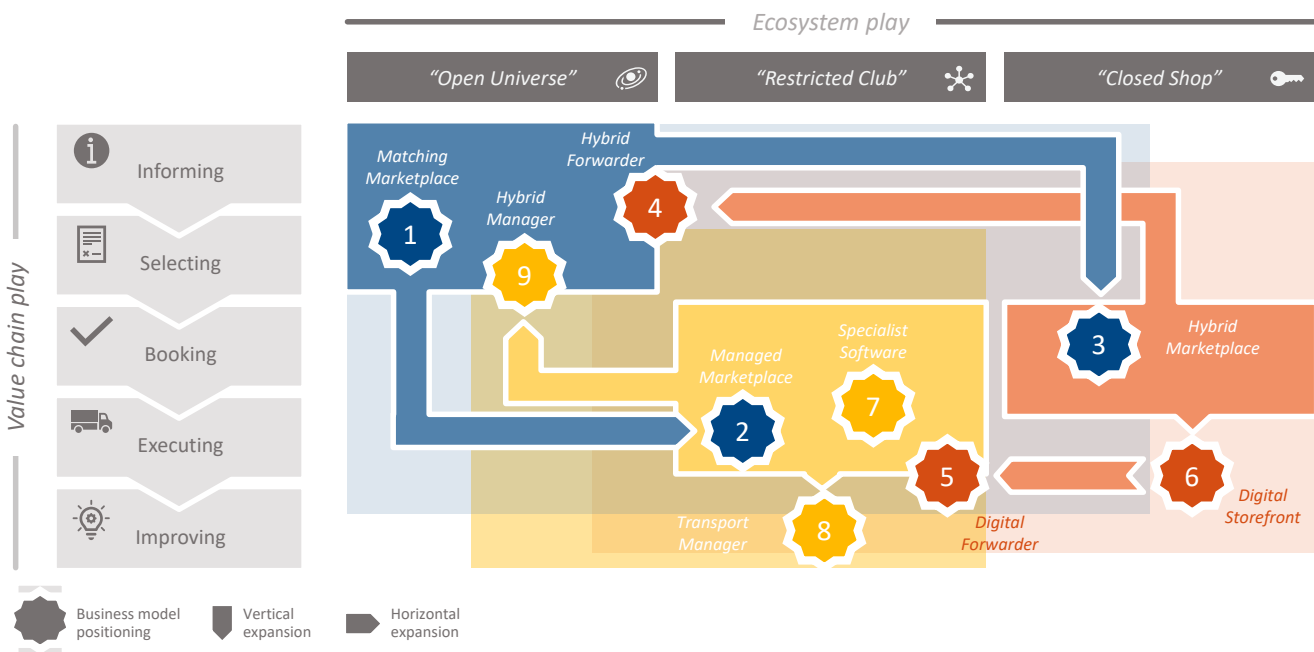 Ecosystem play
“Open Universe”
“Restricted Club”
“Closed Shop”
Value chain play
Informing
Selecting
Booking
Executing
Improving
Matching
Marketplace
1
Hybrid
Manager
9
Hybrid
Forwarder
4
Managed
Marketplace
2
Specialist
Software
7
3
Hybrid
Marketplace
5
Digital
Forwarder
6
Digital
Storefront
Transport
Manager
8
Business model
positioning
Vertical
expansion
Horizontal
expansion